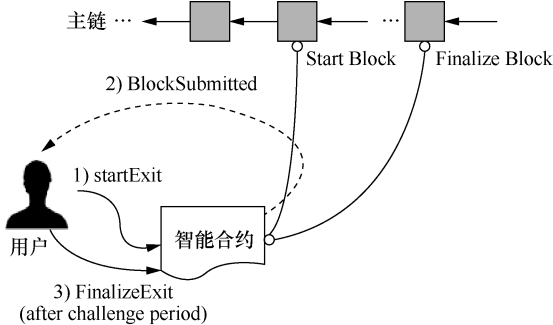 主链 ⋯
⋯
Start Block
Finalize Block
2) BlockSubmitted
1) startExit
用户
智能合约
3) FinalizeExit
(after challenge period)